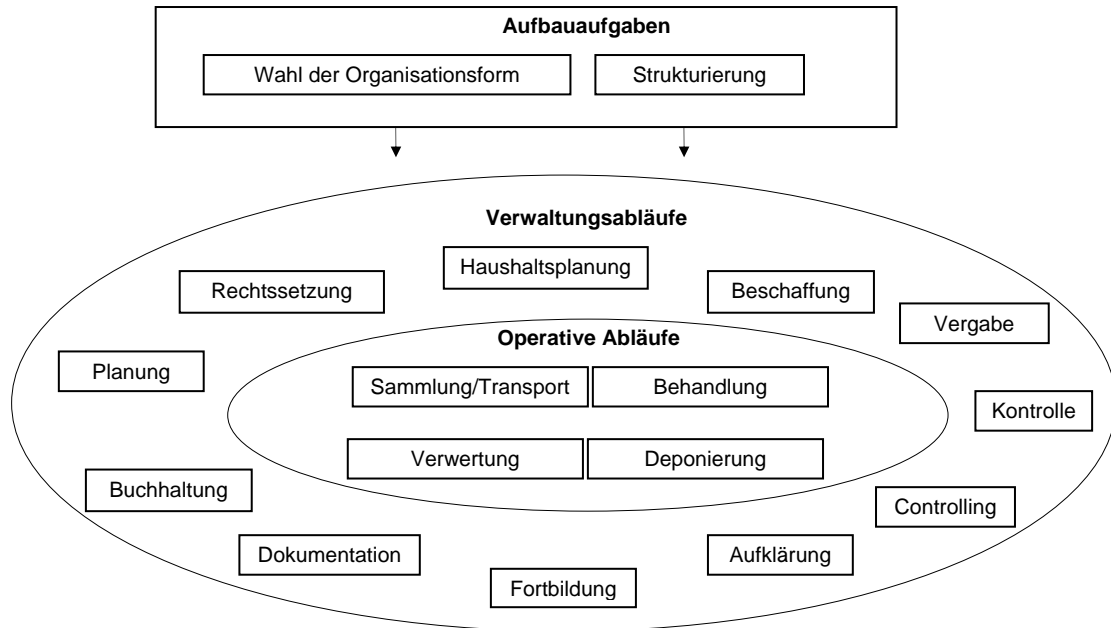 Aufbauaufgaben
Wahl der Organisationsform
Strukturierung
Verwaltungsabläufe
Haushaltsplanung
Rechtssetzung
Beschaffung
Vergabe
Operative Abläufe
Planung
Sammlung/Transport
Behandlung
Kontrolle
Verwertung
Deponierung
Buchhaltung
Controlling
Dokumentation
Aufklärung
Fortbildung